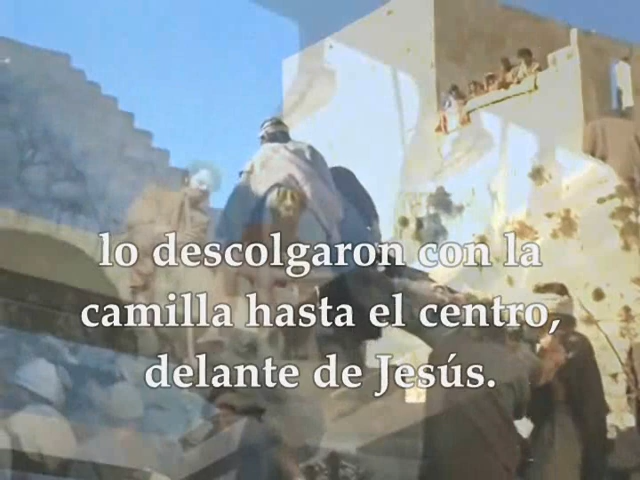 lo descolgaron con la
camilla hasta el centro,
delante de Jesús.